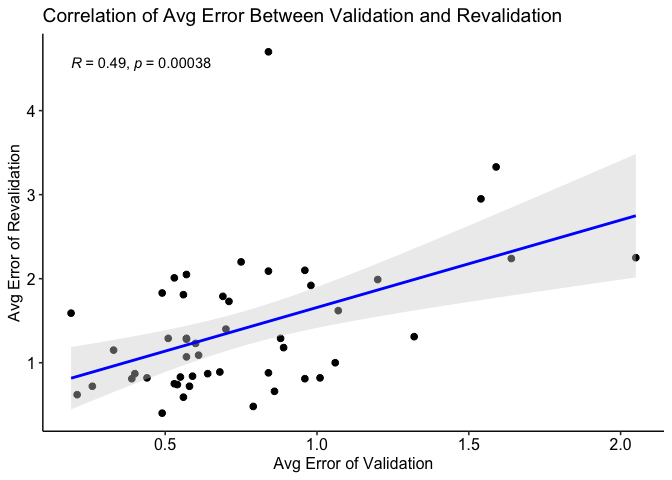 Correlation of Avg Error Between Validation and Revalidation
R = 0.49, p = 0.00038
4
3
2
1
Avg Error of Revalidation
0.5 1.0 1.5 2.0
Avg Error of Validation